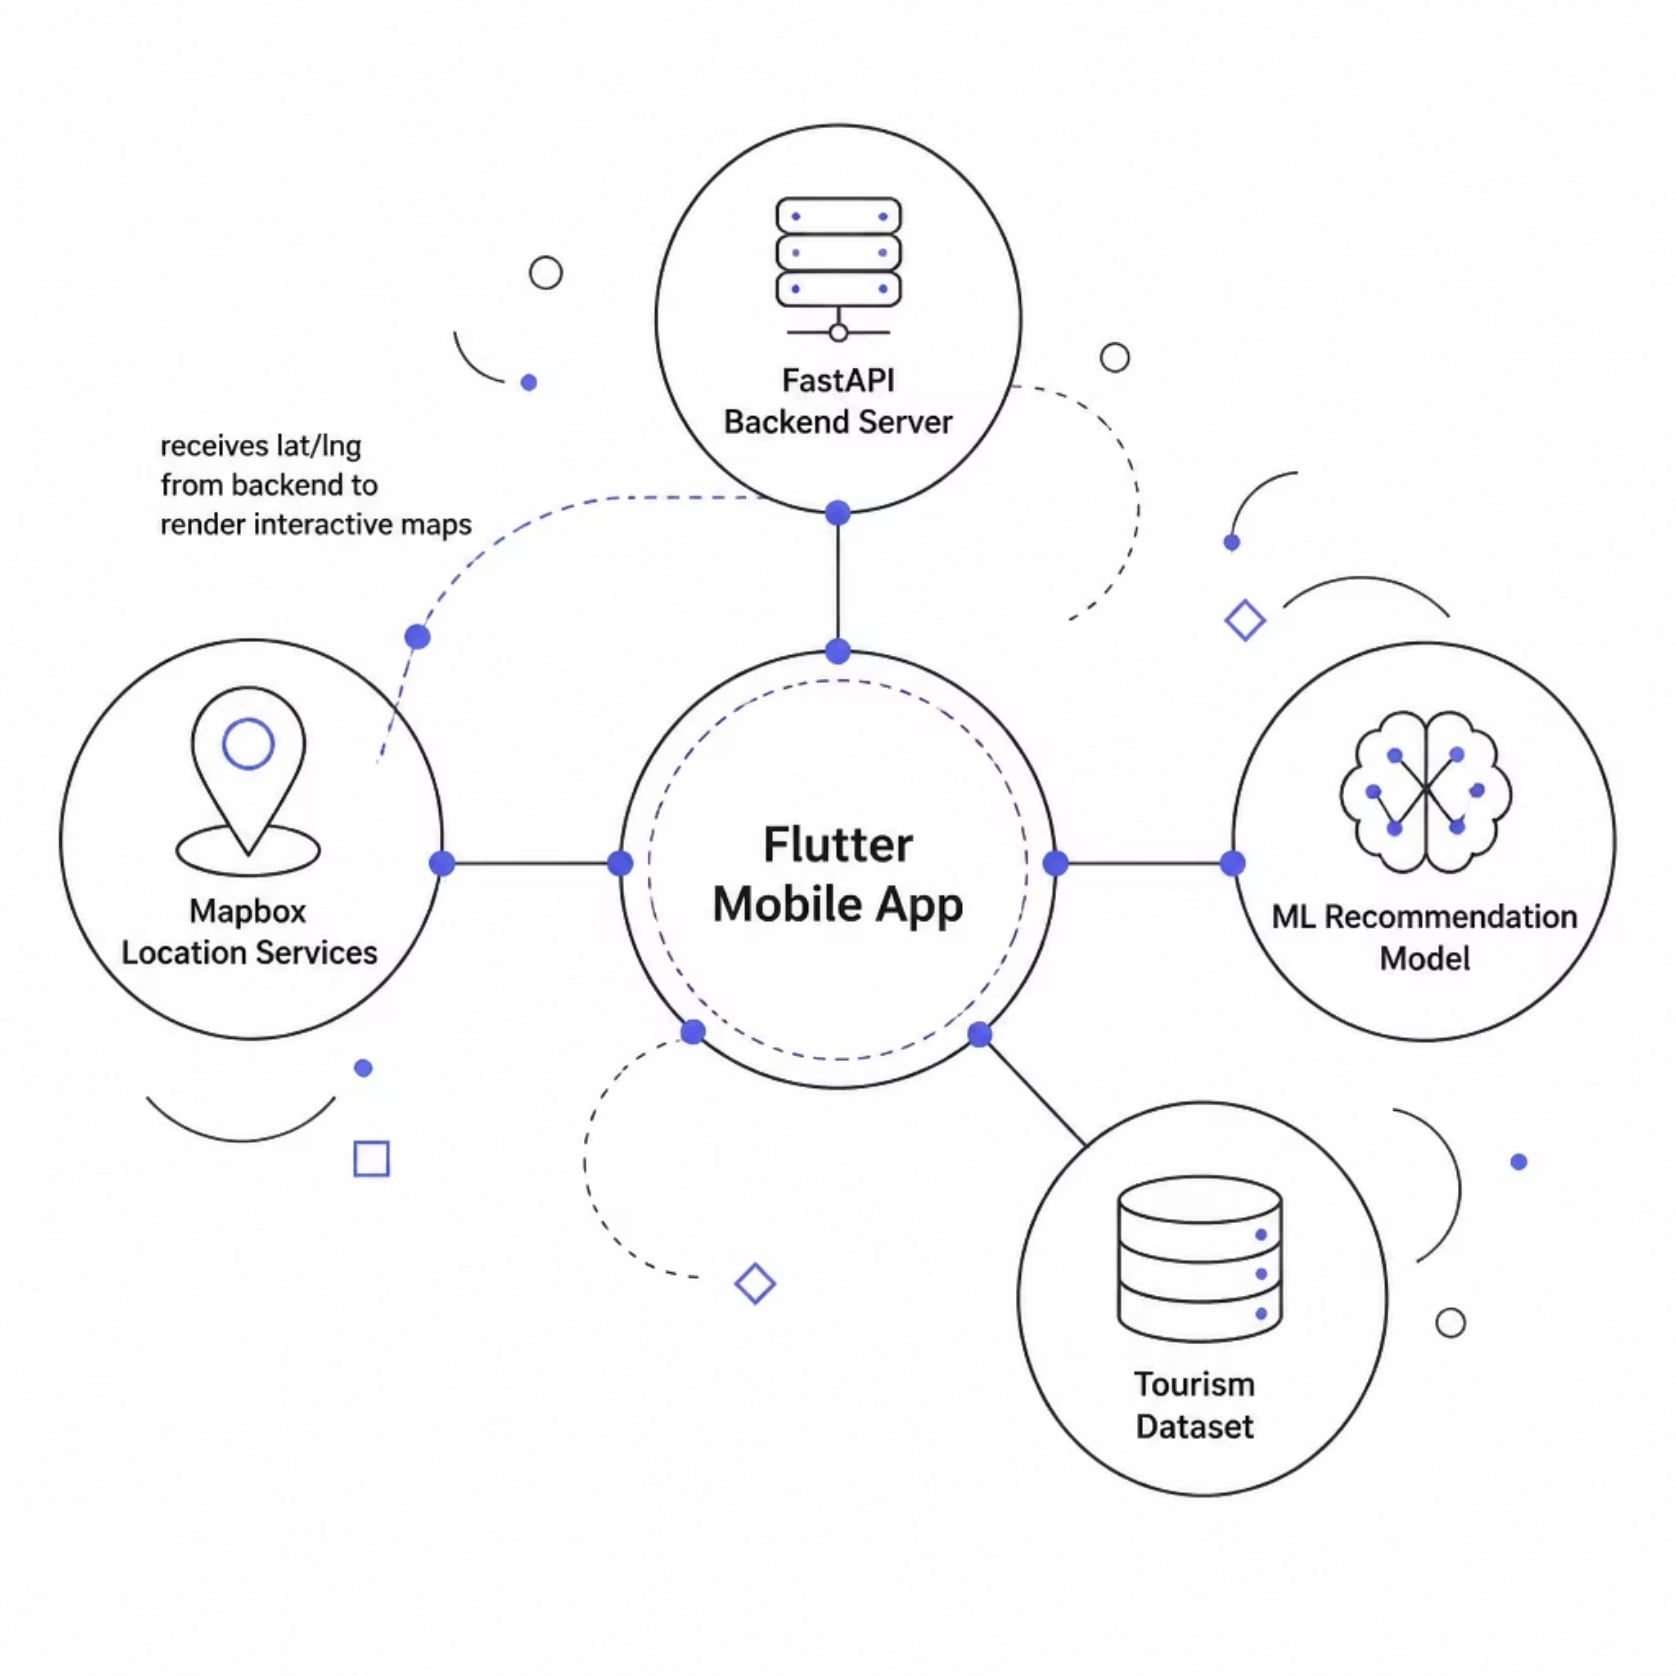 FastAPI
Backend Server
receives lat/lng
from backend to
render interactive maps
Mapbox
Location Services
Flutter
Mobile App
ML Recommendation
Model
Tourism
Dataset